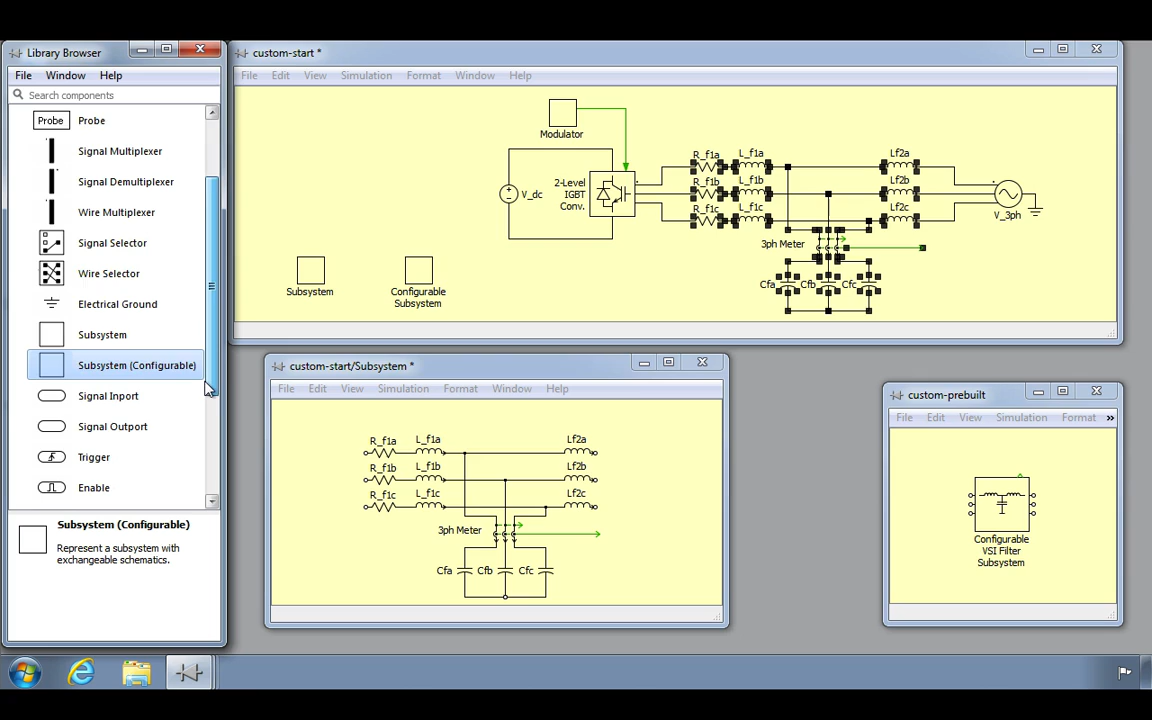 Library Browser
File Window Help
Search components
Probe Probe
Signal Multiplexer
Signal Demultiplexer
Wire Multiplexer
Signal Selector
Wire Selector
Electrical Ground
Subsystem
Subsystem (Configurable)
Signal Inport
Signal Outport
Trigger
Enable
Subsystem (Configurable)
Represent a subsystem with
exchangeable schematics.
custom-start *
File Edit View Simulation Format Window Help
Modulator
V_dc
2-Level
IGBT
Conv.
R_f1a L_f1a
R_f1b L_f1b
R_f1c L_f1c
Lf2a
Lf2b
Lf2c
V_3ph
3ph Meter
Cfa Cfb Cfc
Subsystem
Configurable
Subsystem
custom-start/Subsystem *
File Edit View Simulation Format Window Help
R_f1a L_f1a Lf2a
R_f1b L_f1b Lf2b
R_f1c L_f1c Lf2c
3ph Meter
Cfa Cfb Cfc
custom-prebuilt
File Edit View Simulation Format »
Configurable
VSI Filter
Subsystem